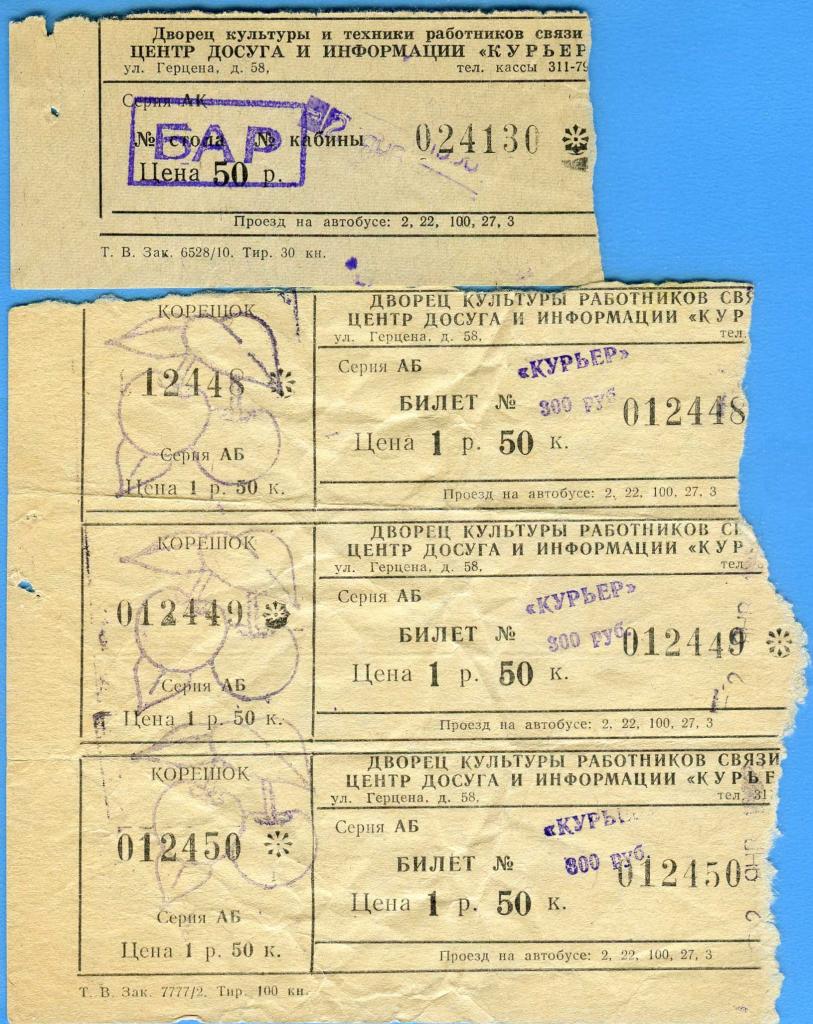 Дворец культуры и техники работников связи
ЦЕНТР ДОСУГА И ИНФОРМАЦИИ «КУРЬЕР
ул. Герцена, д. 58, тел. кассы 311-79
Серия АК
БАР
№ стола № кабины 024130
Цена 50 р.
Проезд на автобусе: 2, 22, 100, 27, 3
Т. В. Зак. 6528/10. Тир. 30 кн.
КОРЕШОК
12448
Серия АБ
Цена 1 р. 50 к.
ДВОРЕЦ КУЛЬТУРЫ РАБОТНИКОВ СВЯ
ЦЕНТР ДОСУГА И ИНФОРМАЦИИ «КУР
ул. Герцена, д. 58, тел.
Серия АБ
«КУРЬЕР»
300 руб
БИЛЕТ № 012448
Цена 1 р. 50 к.
Проезд на автобусе: 2, 22, 100, 27, 3
КОРЕШОК
012449
Серия АБ
Цена 1 р. 50 к.
ДВОРЕЦ КУЛЬТУРЫ РАБОТНИКОВ
ЦЕНТР ДОСУГА И ИНФОРМАЦИИ «КУР
ул. Герцена, д. 58, тел.
Серия АБ
«КУРЬЕР»
300 руб
БИЛЕТ № 012449
Цена 1 р. 50 к.
Проезд на автобусе: 2, 22, 100, 27, 3
КОРЕШОК
012450
Серия АБ
Цена 1 р. 50 к.
ДВОРЕЦ КУЛЬТУРЫ РАБОТНИКОВ СВЯЗИ
ЦЕНТР ДОСУГА И ИНФОРМАЦИИ «КУРЬЕ
ул. Герцена, д. 58, тел. 31
Серия АБ
«КУРЬ
300 руб
БИЛЕТ № 012450
Цена 1 р. 50 к.
Проезд на автобусе: 2, 22, 100, 27, 3
Т. В. Зак. 7777/2. Тир. 100 кн.